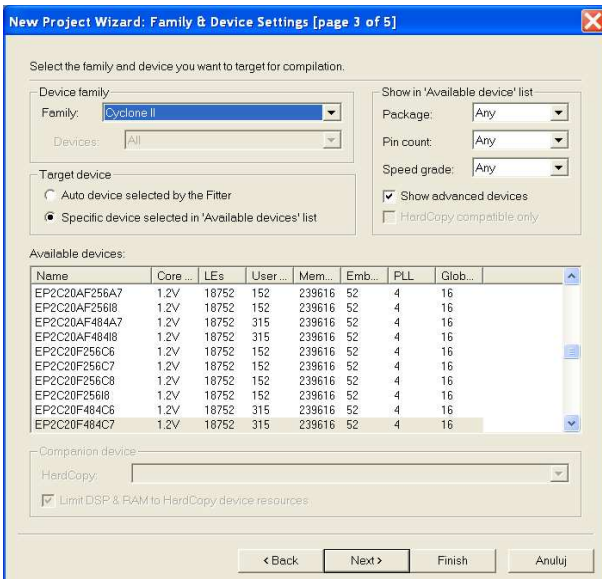 New Project Wizard: Family & Device Settings [page 3 of 5]
Select the family and device you want to target for compilation.
Device family
Family: Cyclone II
Devices: All
Target device
Auto device selected by the Fitter
Specific device selected in 'Available devices' list
Show in 'Available device' list
Package: Any
Pin count: Any
Speed grade: Any
Show advanced devices
HardCopy compatible only
Available devices:
Name Core ... LEs User ... Mem... Emb... PLL Glob...
EP2C20AF256A7 1.2V 18752 152 239616 52 4 16
EP2C20AF256I8 1.2V 18752 152 239616 52 4 16
EP2C20AF484A7 1.2V 18752 315 239616 52 4 16
EP2C20AF484I8 1.2V 18752 315 239616 52 4 16
EP2C20F256C6 1.2V 18752 152 239616 52 4 16
EP2C20F256C7 1.2V 18752 152 239616 52 4 16
EP2C20F256C8 1.2V 18752 152 239616 52 4 16
EP2C20F256I8 1.2V 18752 152 239616 52 4 16
EP2C20F484C6 1.2V 18752 315 239616 52 4 16
EP2C20F484C7 1.2V 18752 315 239616 52 4 16
Companion device
HardCopy:
Limit DSP & RAM to HardCopy device resources
< Back Next > Finish Anuluj